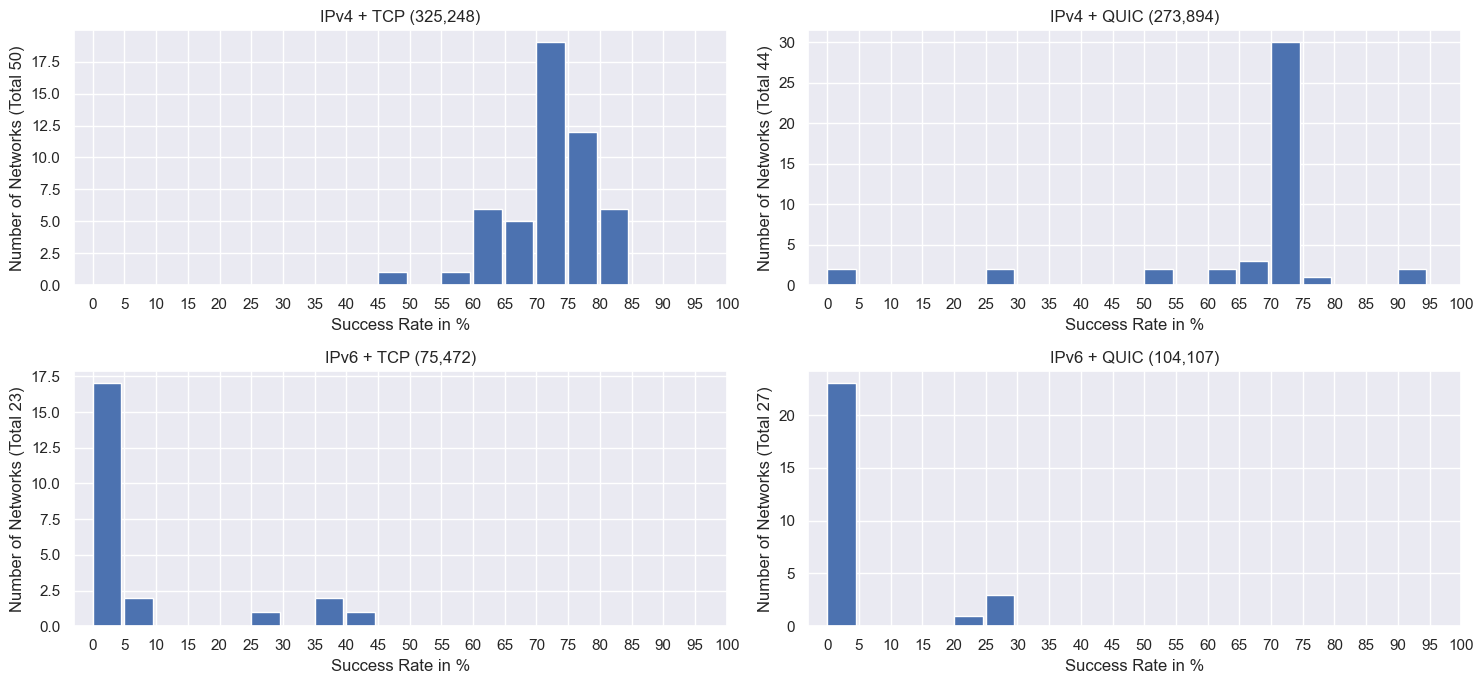 IPv4 + TCP (325,248)
Number of Networks (Total 50)
17.5
15.0
12.5
10.0
7.5
5.0
2.5
0.0
0 5 10 15 20 25 30 35 40 45 50 55 60 65 70 75 80 85 90 95 100
Success Rate in %
IPv4 + QUIC (273,894)
Number of Networks (Total 44)
30
25
20
15
10
5
0
0 5 10 15 20 25 30 35 40 45 50 55 60 65 70 75 80 85 90 95 100
Success Rate in %
IPv6 + TCP (75,472)
Number of Networks (Total 23)
17.5
15.0
12.5
10.0
7.5
5.0
2.5
0.0
0 5 10 15 20 25 30 35 40 45 50 55 60 65 70 75 80 85 90 95 100
Success Rate in %
IPv6 + QUIC (104,107)
Number of Networks (Total 27)
20
15
10
5
0
0 5 10 15 20 25 30 35 40 45 50 55 60 65 70 75 80 85 90 95 100
Success Rate in %